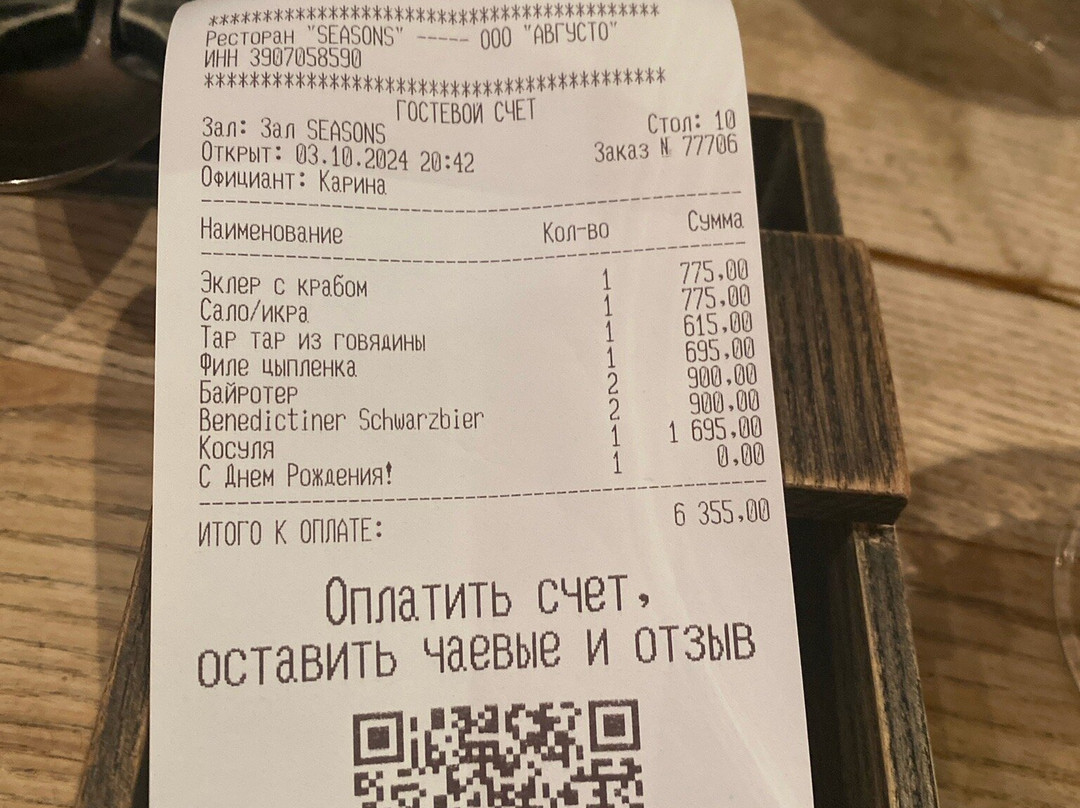 ******************************************
Ресторан "SEASONS" ----- ООО "АВГУСТО"
ИНН 3907058590
******************************************
ГОСТЕВОЙ СЧЕТ
Зал: Зал SEASONS Стол: 10
Открыт: 03.10.2024 20:42 Заказ № 77706
Официант: Карина
Наименование Кол-во Сумма
Эклер с крабом 1 775,00
Сало/икра 1 775,00
Тар тар из говядины 1 615,00
Филе цыпленка 1 695,00
Байротер 2 900,00
Benedictiner Schwarzbier 2 900,00
Косуля 1 1 695,00
С Днем Рождения! 1 0,00
ИТОГО К ОПЛАТЕ: 6 355,00
Оплатить счет,
оставить чаевые и отзыв